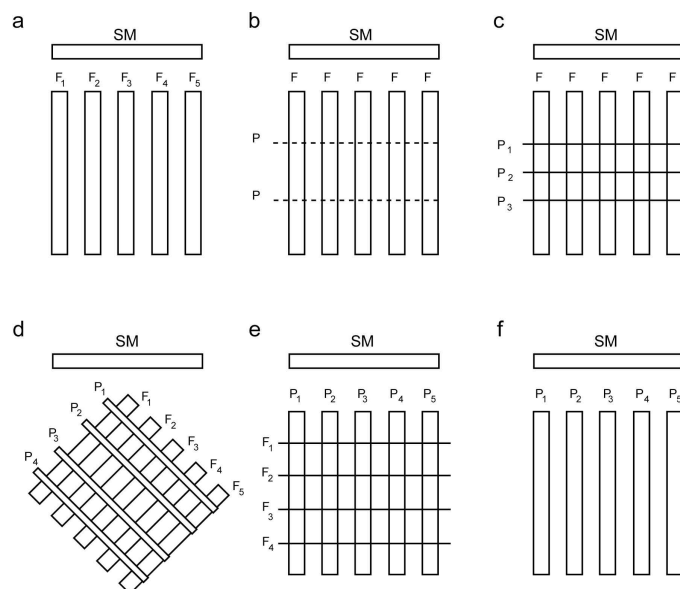 a b c
SM SM SM
F₁ F₂ F₃ F₄ F₅ F F F F F F F F F F
P P₁
P₂
P P₃
d e f
SM SM SM
P₁ F₁ P₁ P₂ P₃ P₄ P₅ P₁ P₂ P₃ P₄ P₅
P₂ F₂
P₃ F₃ F₁
P₄ F₄ F₂
F₅ F₃
F₄